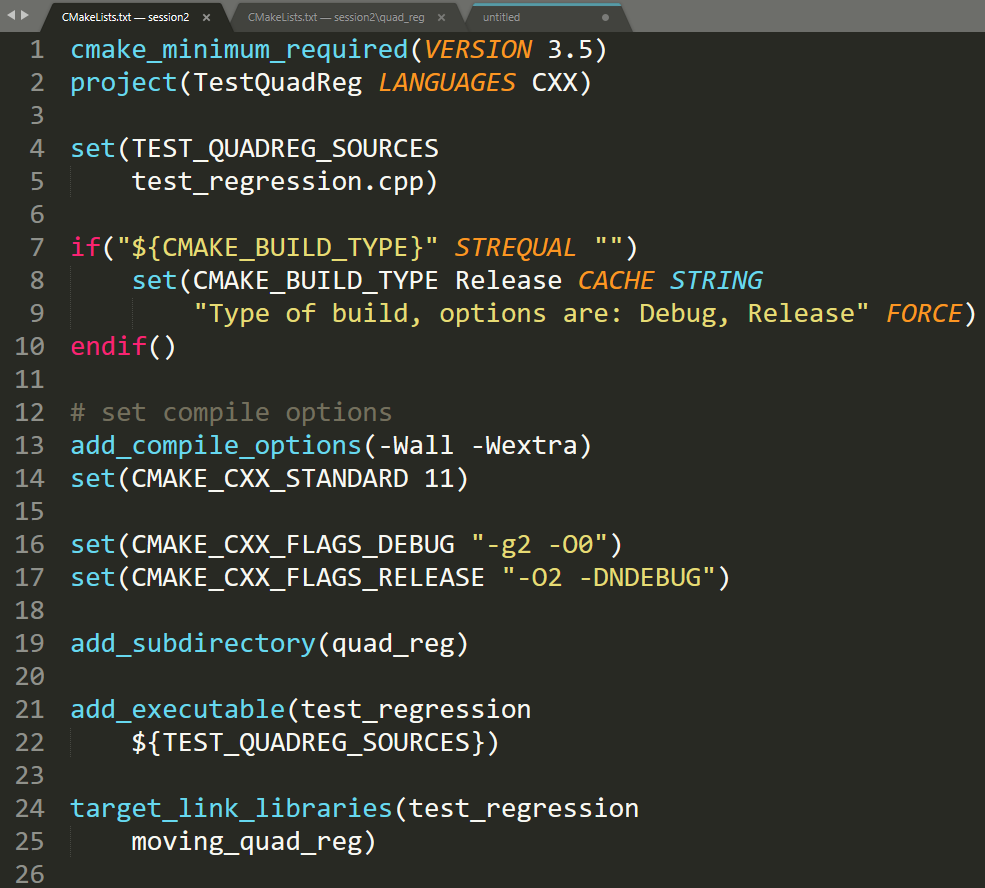 CMakeLists.txt — session2 × CMakeLists.txt — session2\quad_reg × untitled
1 cmake_minimum_required(VERSION 3.5)
2 project(TestQuadReg LANGUAGES CXX)
3
4 set(TEST_QUADREG_SOURCES
5     test_regression.cpp)
6
7 if("${CMAKE_BUILD_TYPE}" STREQUAL "")
8     set(CMAKE_BUILD_TYPE Release CACHE STRING
9         "Type of build, options are: Debug, Release" FORCE)
10 endif()
11
12 # set compile options
13 add_compile_options(-Wall -Wextra)
14 set(CMAKE_CXX_STANDARD 11)
15
16 set(CMAKE_CXX_FLAGS_DEBUG "-g2 -O0")
17 set(CMAKE_CXX_FLAGS_RELEASE "-O2 -DNDEBUG")
18
19 add_subdirectory(quad_reg)
20
21 add_executable(test_regression
22     ${TEST_QUADREG_SOURCES})
23
24 target_link_libraries(test_regression
25     moving_quad_reg)
26